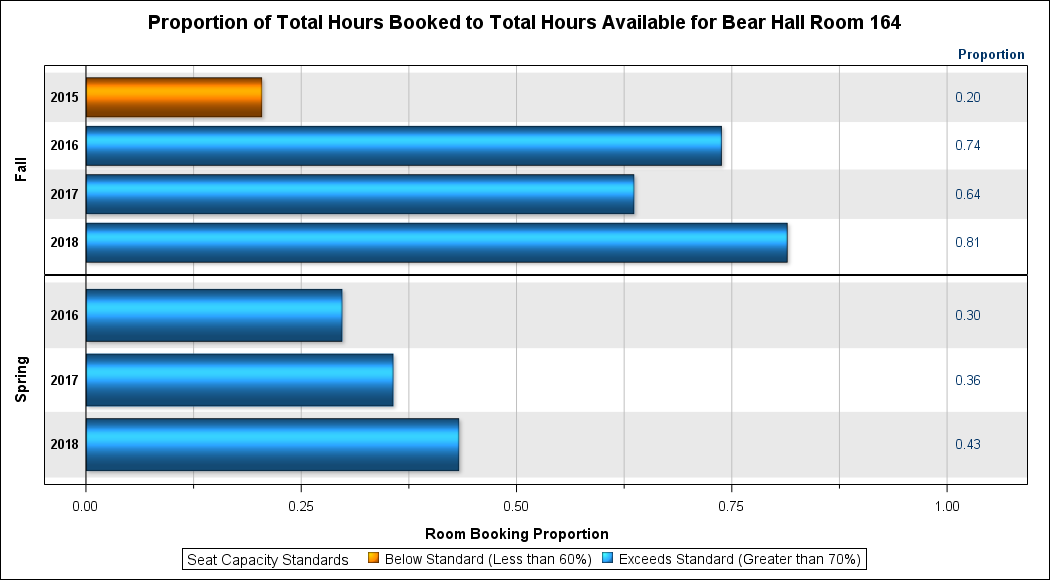 Proportion of Total Hours Booked to Total Hours Available for Bear Hall Room 164
Proportion
Fall
2015 0.20
2016 0.74
2017 0.64
2018 0.81
Spring
2016 0.30
2017 0.36
2018 0.43
0.00 0.25 0.50 0.75 1.00
Room Booking Proportion
Seat Capacity Standards Below Standard (Less than 60%) Exceeds Standard (Greater than 70%)